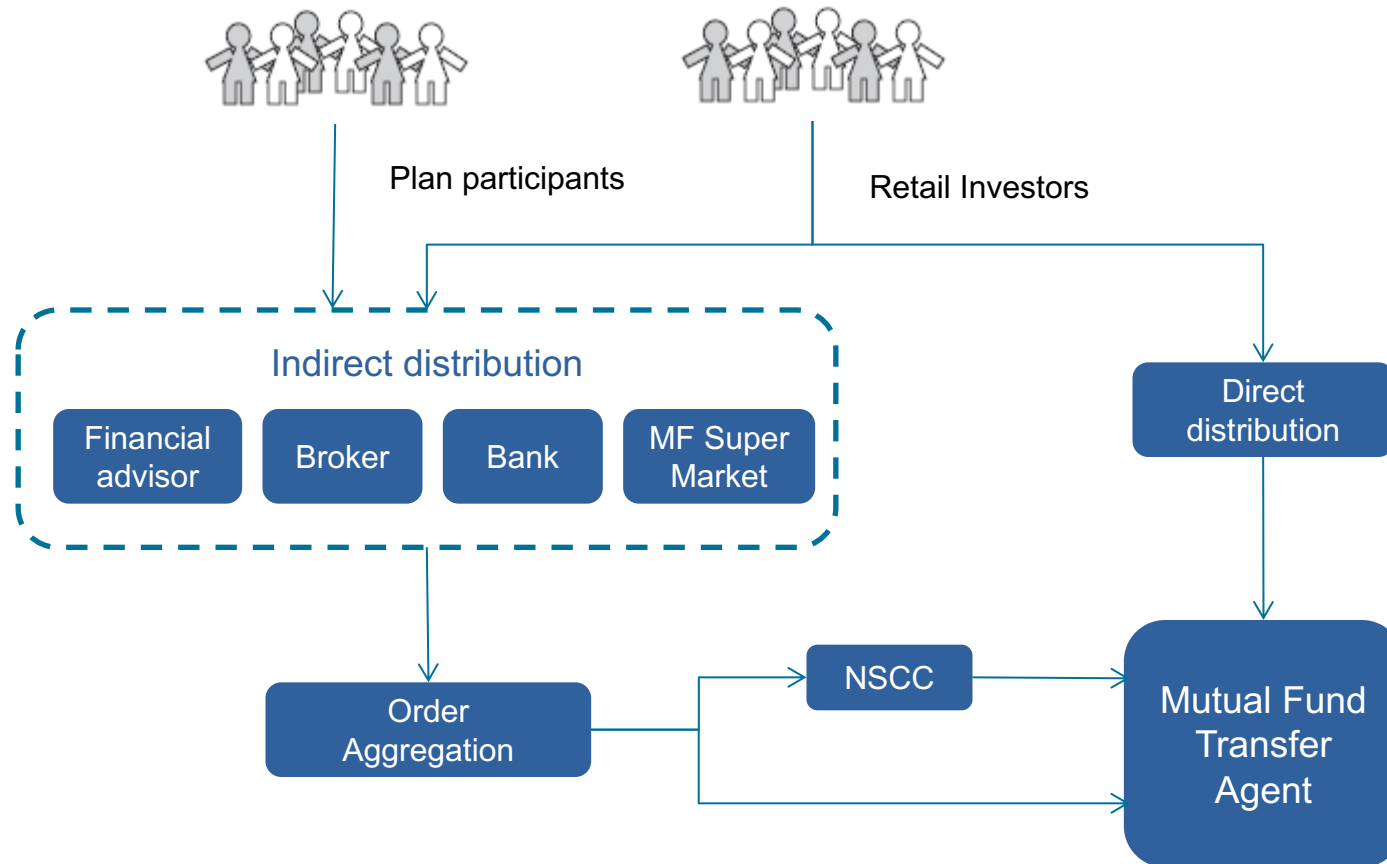 Plan participants
Retail Investors
Indirect distribution
Financial
advisor
Broker
Bank
MF Super
Market
Direct
distribution
Order
Aggregation
NSCC
Mutual Fund
Transfer
Agent